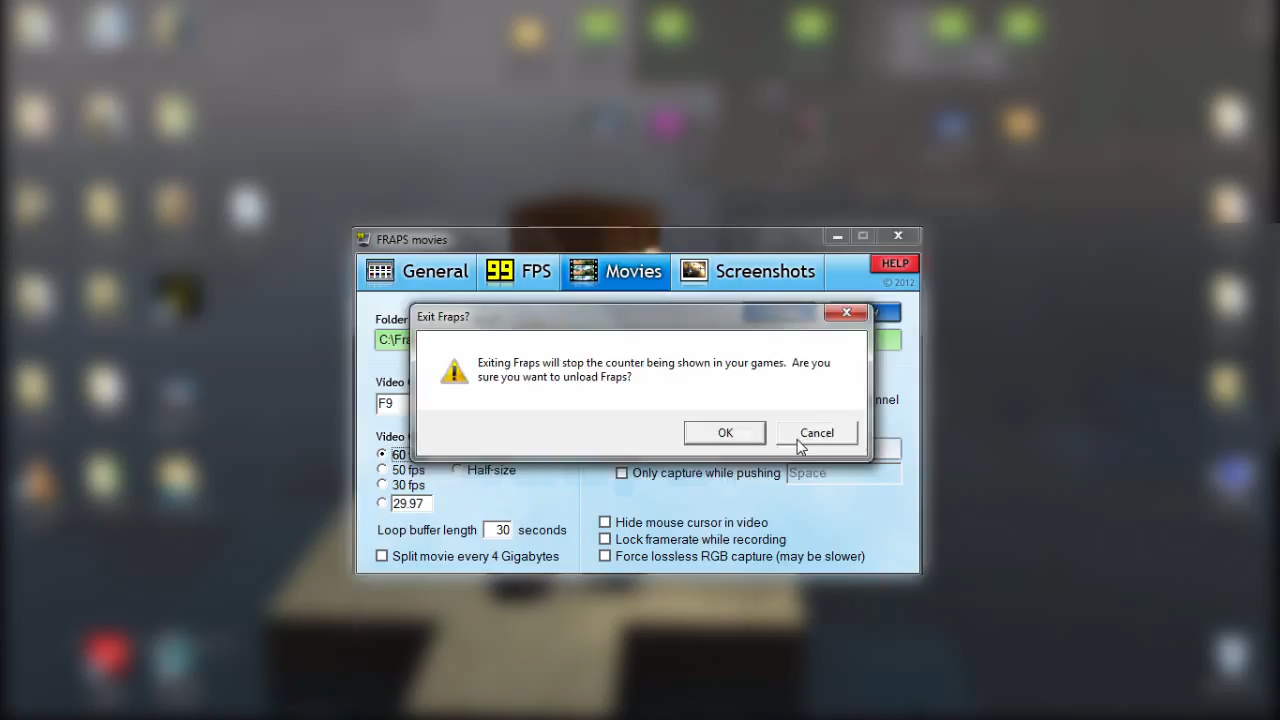 FRAPS movies
General
99 FPS
Movies
Screenshots
HELP
© 2012
Folder
C:\Fra
Exit Fraps?
Exiting Fraps will stop the counter being shown in your games. Are you
sure you want to unload Fraps?
OK
Cancel
Video
F9
nnel
Video
60
50 fps
Half-size
30 fps
29.97
Only capture while pushing
Space
Loop buffer length 30 seconds
Split movie every 4 Gigabytes
Hide mouse cursor in video
Lock framerate while recording
Force lossless RGB capture (may be slower)